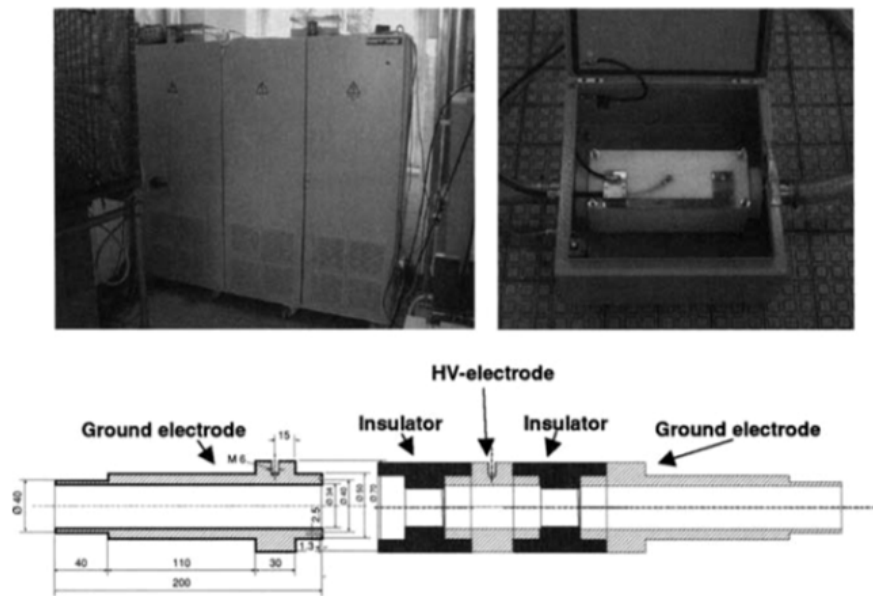 HV-electrode
Insulator
Insulator
Ground electrode
Ground electrode
15
M 6
Ø 40
Ø 34
Ø 40
Ø 50
Ø 70
2.5
1.3
40
110
30
200